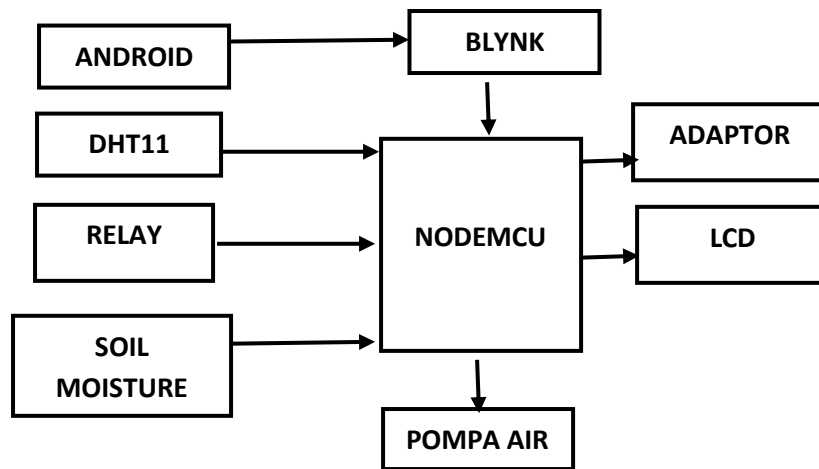 ANDROID
BLYNK
DHT11
ADAPTOR
RELAY
NODEMCU
LCD
SOIL
MOISTURE
POMPA AIR